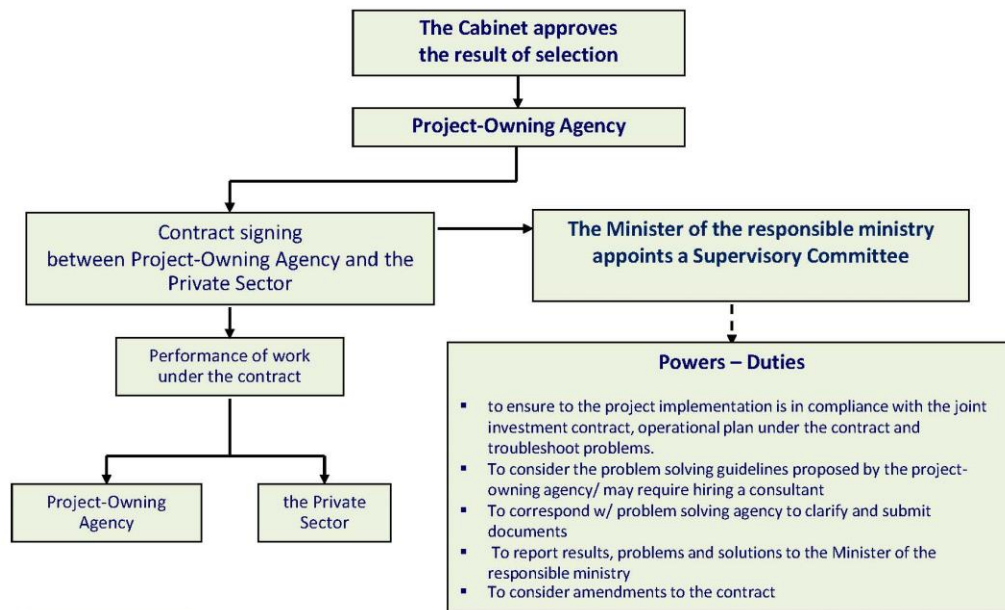 The Cabinet approves
the result of selection
Project-Owning Agency
Contract signing
between Project-Owning Agency and the
Private Sector
The Minister of the responsible ministry
appoints a Supervisory Committee
Performance of work
under the contract
Project-Owning
Agency
the Private
Sector
Powers – Duties
▪ to ensure to the project implementation is in compliance with the joint
investment contract, operational plan under the contract and
troubleshoot problems.
▪ To consider the problem solving guidelines proposed by the project-
owning agency/ may require hiring a consultant
▪ To correspond w/ problem solving agency to clarify and submit
documents
▪ To report results, problems and solutions to the Minister of the
responsible ministry
▪ To consider amendments to the contract